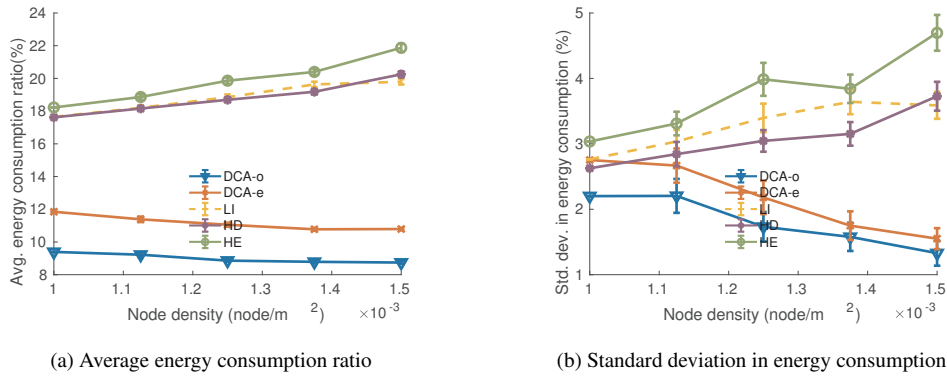 24
22
20
18
16
14
12
10
8
Avg. energy consumption ratio(%)
DCA-o
DCA-e
LI
HD
HE
1 1.1 1.2 1.3 1.4 1.5
Node density (node/m 2) ×10-3
(a) Average energy consumption ratio
5
4
3
2
1
Std. dev. in energy consumption (%)
DCA-o
DCA-e
LI
HD
HE
1 1.1 1.2 1.3 1.4 1.5
Node density (node/m 2) ×10-3
(b) Standard deviation in energy consumption